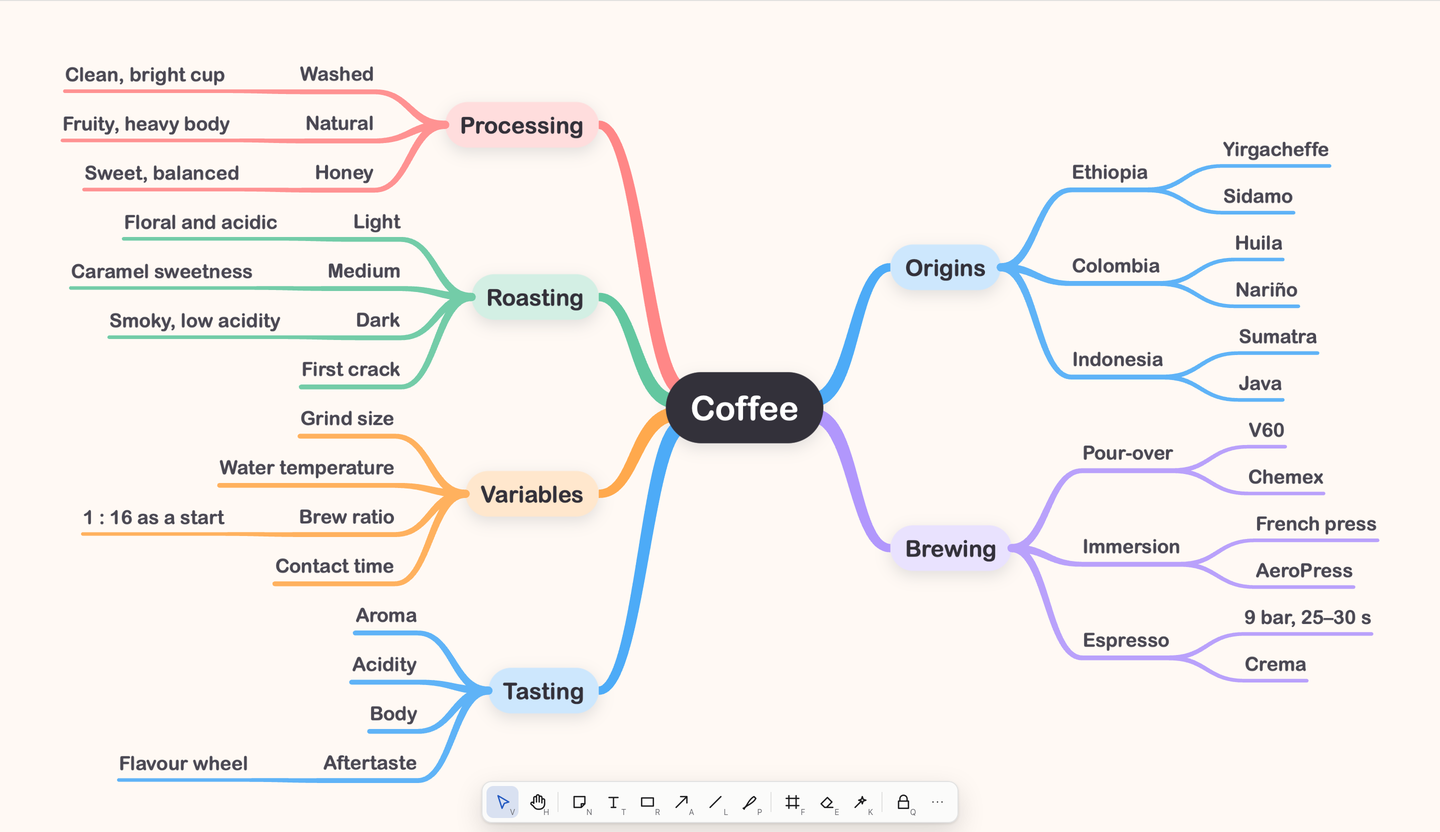 Coffee
Processing
Washed
Clean, bright cup
Natural
Fruity, heavy body
Honey
Sweet, balanced
Roasting
Light
Floral and acidic
Medium
Caramel sweetness
Dark
Smoky, low acidity
First crack
Variables
Grind size
Water temperature
Brew ratio
1 : 16 as a start
Contact time
Tasting
Aroma
Acidity
Body
Aftertaste
Flavour wheel
Origins
Ethiopia
Yirgacheffe
Sidamo
Colombia
Huila
Nariño
Indonesia
Sumatra
Java
Brewing
Pour-over
V60
Chemex
Immersion
French press
AeroPress
Espresso
9 bar, 25–30 s
Crema
V H N T R A L P F E K Q